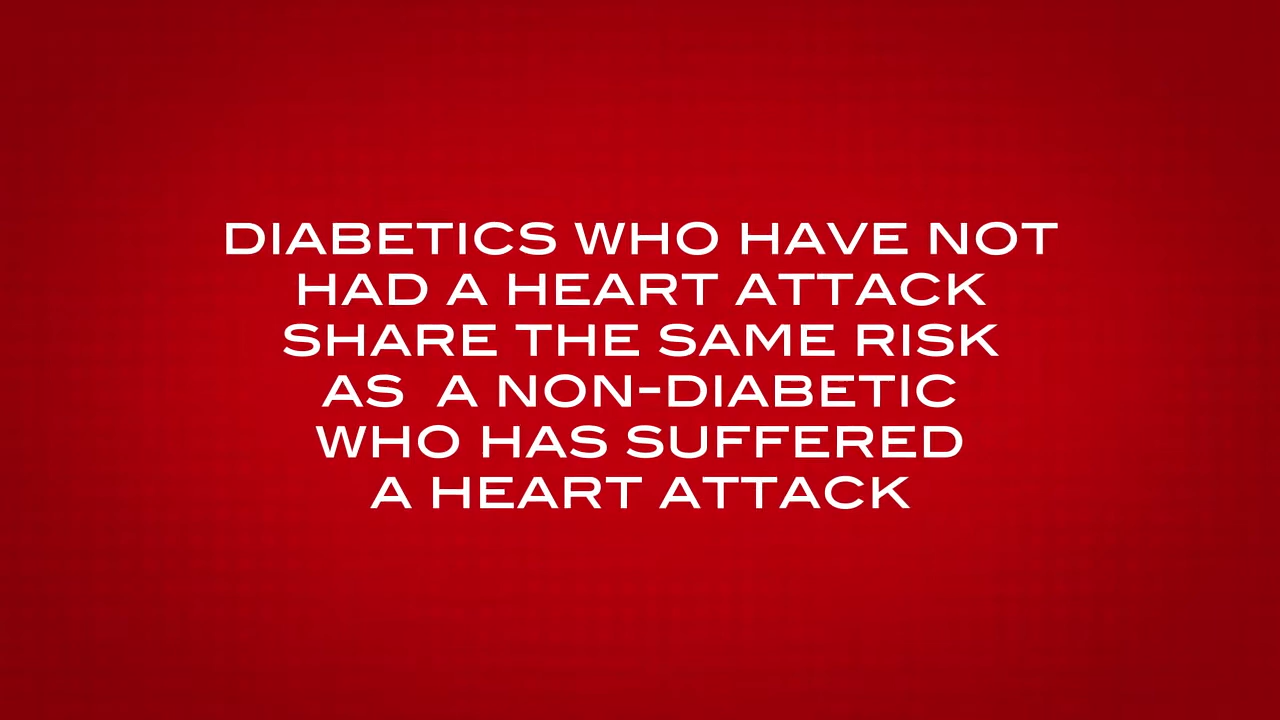 DIABETICS WHO HAVE NOT
HAD A HEART ATTACK
SHARE THE SAME RISK
AS  A NON-DIABETIC
WHO HAS SUFFERED
A HEART ATTACK